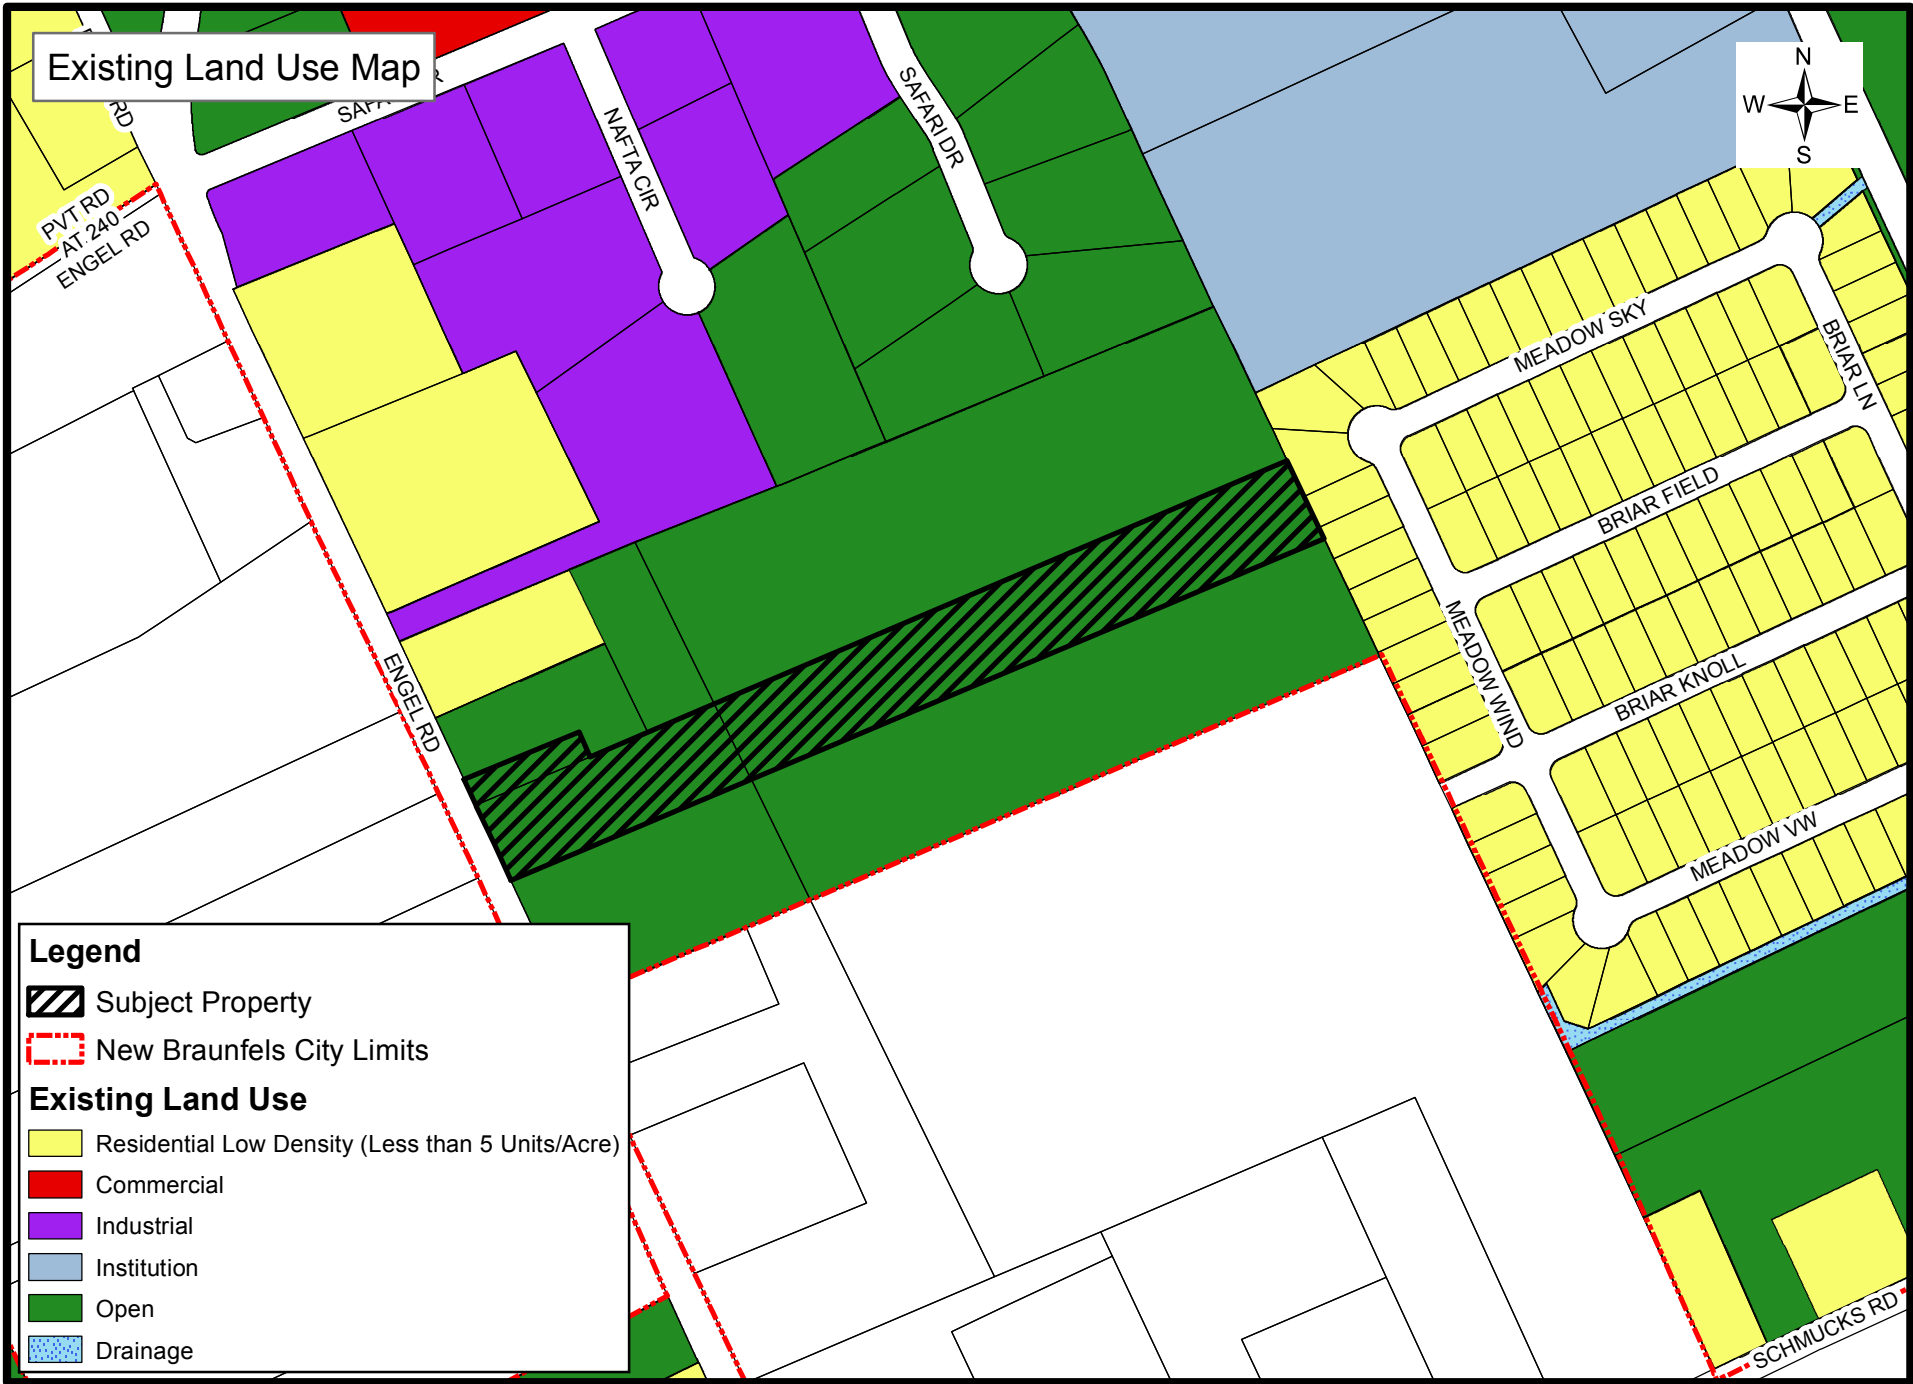 Existing Land Use Map
N
W E
S
RD
SAFARI DR
NAFTA CIR
PVT RD
AT 240
ENGEL RD
MEADOW SKY
BRIAR LN
BRIAR FIELD
MEADOW WIND
BRIAR KNOLL
ENGEL RD
MEADOW VW
SCHMUCKS RD
Legend
Subject Property
New Braunfels City Limits
Existing Land Use
Residential Low Density (Less than 5 Units/Acre)
Commercial
Industrial
Institution
Open
Drainage